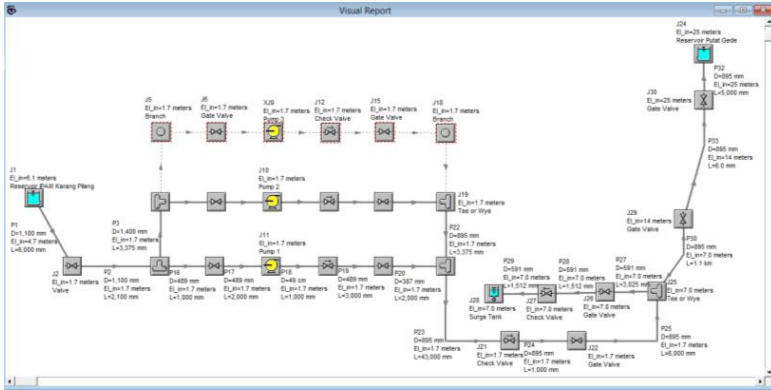 Visual Report
J24
El_in=25 meters
Reservoir Putat Gede
P32
D=895 mm
El_in=25 meters
L=5,000 mm
J30
El_in=25 meters
Gate Valve
P33
D=895 mm
El_in=14 meters
L=6.0 mm
J5
El_in=1.7 meters
Branch
J6
El_in=1.7 meters
Gate Valve
XJ9
El_in=1.7 meters
Pump 3
J12
El_in=1.7 meters
Check Valve
J15
El_in=1.7 meters
Gate Valve
J18
El_in=1.7 meters
Branch
J1
El_in=6.1 meters
Reservoir IPAM Karang Pilang
J10
El_in=1.7 meters
Pump 2
J19
El_in=1.7 meters
Tee or Wye
P1
D=1,100 mm
El_in=4.7 meters
L=6,000 mm
P3
D=1,400 mm
El_in=1.7 meters
L=3,375 mm
J11
El_in=1.7 meters
Pump 1
P22
D=895 mm
El_in=1.7 meters
L=3,375 mm
J29
El_in=14 meters
Gate Valve
P30
D=895 mm
El_in=7.0 meters
L=1.1 km
J2
El_in=1.7 meters
Valve
P2
D=1,100 mm
El_in=1.7 meters
L=2,100 mm
P16
D=489 mm
El_in=1.7 meters
L=1,000 mm
P17
D=489 mm
El_in=1.7 meters
L=2,000 mm
P18
D=49 cm
El_in=1.7 meters
L=1,000 mm
P19
D=489 mm
El_in=1.7 meters
L=3,000 mm
P20
D=387 mm
El_in=1.7 meters
L=2,000 mm
P29
D=591 mm
El_in=7.0 meters
L=1,512 mm
P28
D=591 mm
El_in=7.0 meters
L=1,512 mm
P27
D=591 mm
El_in=7.0 meters
L=3,025 mm
J25
El_in=7.0 meters
Tee or Wye
J28
El_in=7.0 meters
Surge Tank
J27
El_in=7.0 meters
Check Valve
J26
El_in=7.0 meters
Gate Valve
P23
D=895 mm
El_in=1.7 meters
L=43,000 mm
J21
El_in=1.7 meters
Check Valve
P24
D=895 mm
El_in=1.7 meters
L=1,000 mm
J22
El_in=1.7 meters
Gate Valve
P25
D=895 mm
El_in=1.7 meters
L=6,000 mm